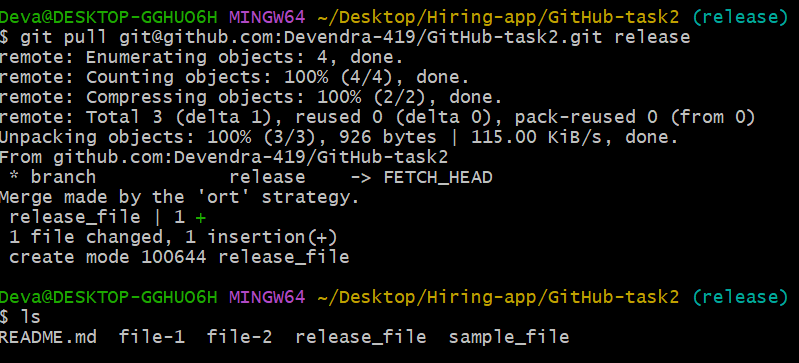 Deva@DESKTOP-GGHUO6H MINGW64 ~/Desktop/Hiring-app/GitHub-task2 (release)
$ git pull git@github.com:Devendra-419/GitHub-task2.git release
remote: Enumerating objects: 4, done.
remote: Counting objects: 100% (4/4), done.
remote: Compressing objects: 100% (2/2), done.
remote: Total 3 (delta 1), reused 0 (delta 0), pack-reused 0 (from 0)
Unpacking objects: 100% (3/3), 926 bytes | 115.00 KiB/s, done.
From github.com:Devendra-419/GitHub-task2
 * branch            release    -> FETCH_HEAD
Merge made by the 'ort' strategy.
 release_file | 1 +
 1 file changed, 1 insertion(+)
 create mode 100644 release_file
Deva@DESKTOP-GGHUO6H MINGW64 ~/Desktop/Hiring-app/GitHub-task2 (release)
$ ls
README.md  file-1  file-2  release_file  sample_file